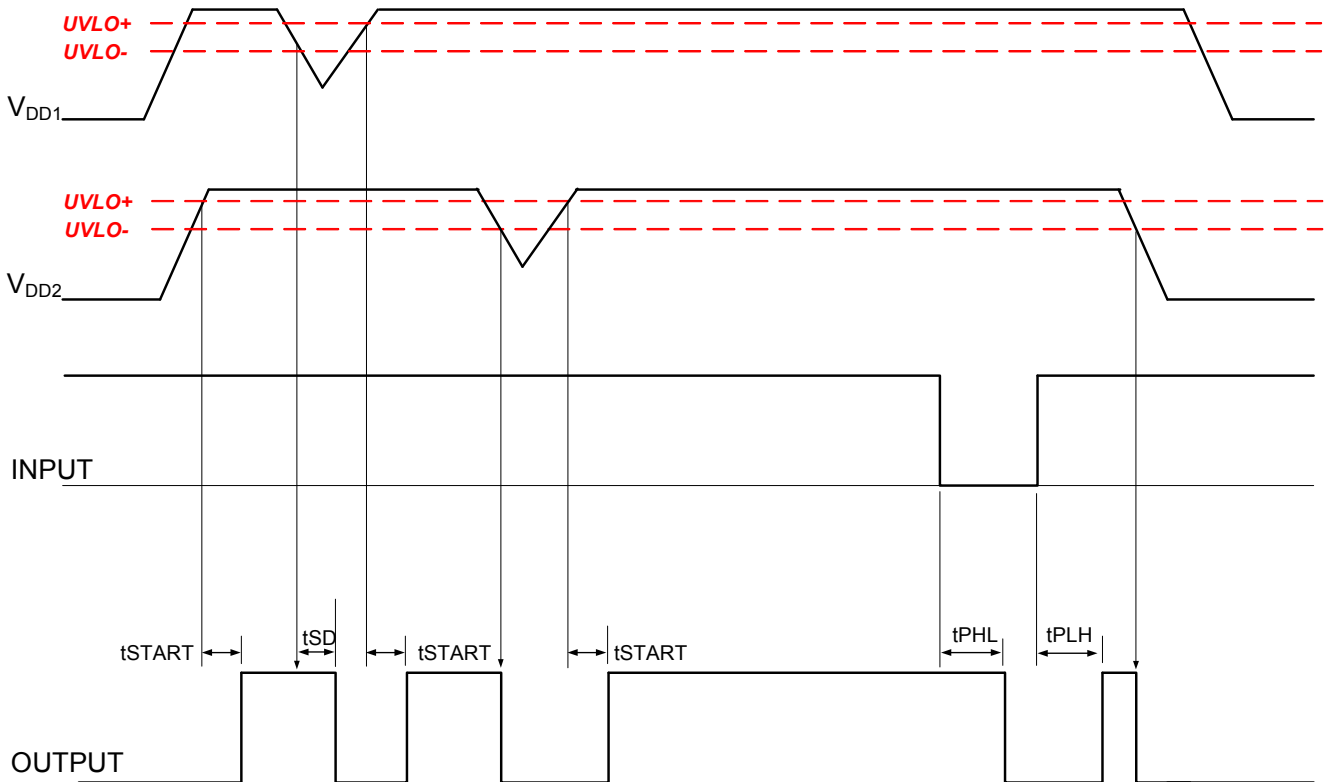 UVLO+
UVLO-
VDD1
UVLO+
UVLO-
VDD2
INPUT
tSTART
tSD
tSTART
tSTART
tPHL
tPLH
OUTPUT